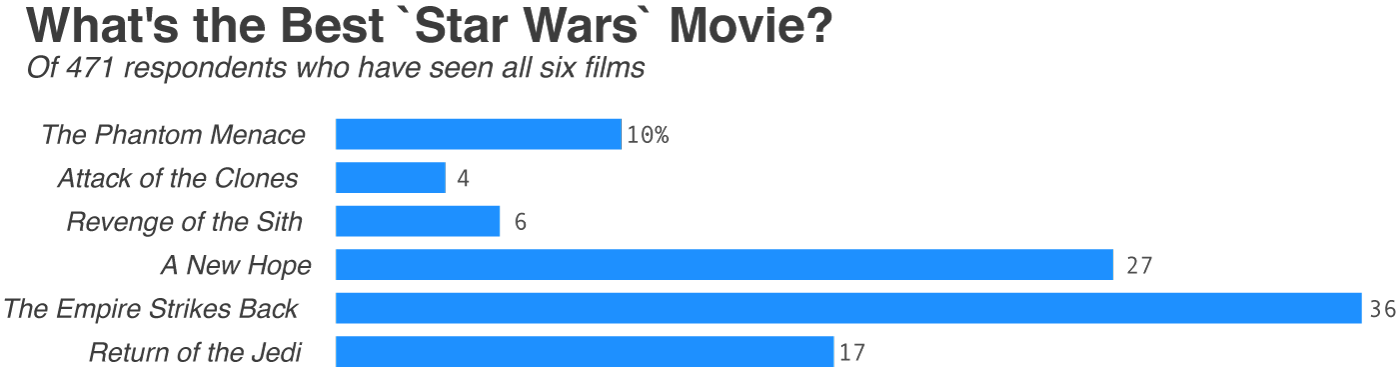 What's the Best `Star Wars` Movie?
Of 471 respondents who have seen all six films
The Phantom Menace 10%
Attack of the Clones 4
Revenge of the Sith 6
A New Hope 27
The Empire Strikes Back 36
Return of the Jedi 17